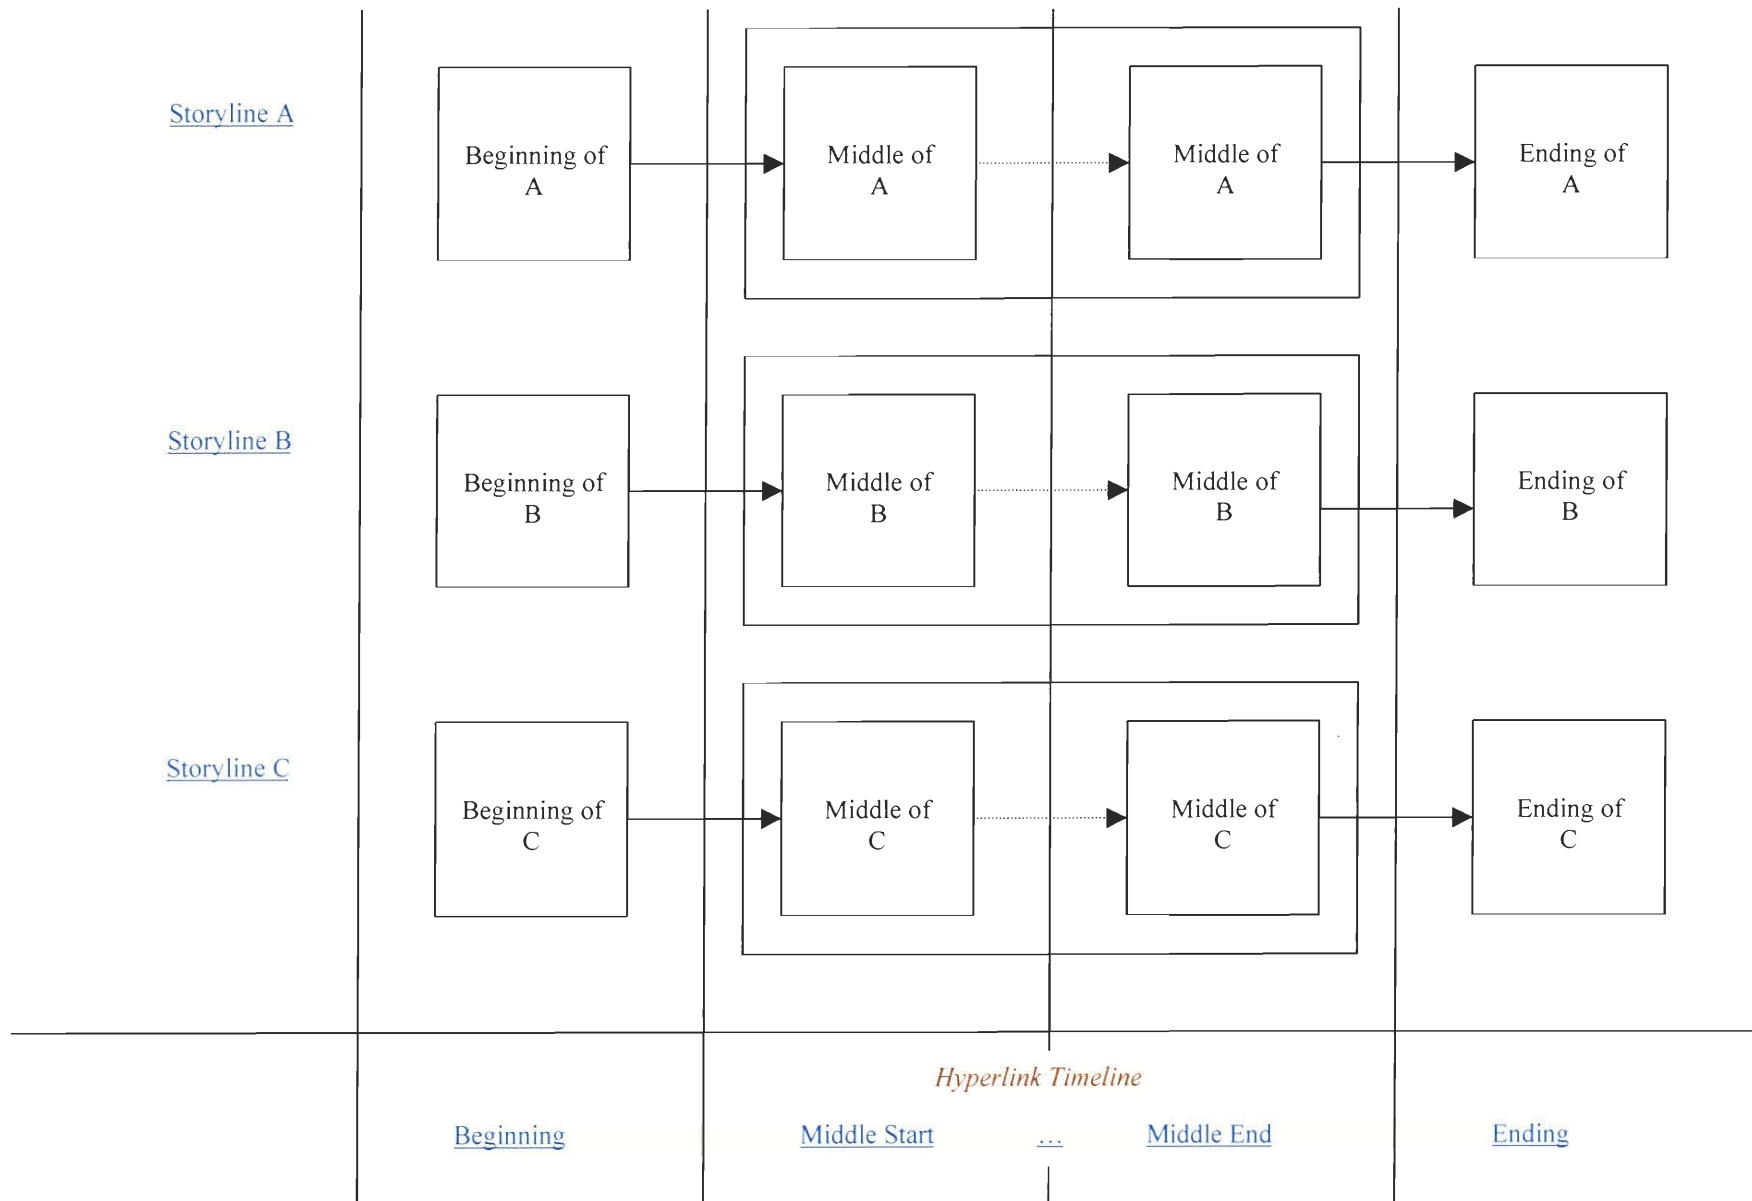 Storyline A
Beginning of
A
Middle of
A
Middle of
A
Ending of
A
Storyline B
Beginning of
B
Middle of
B
Middle of
B
Ending of
B
Storyline C
Beginning of
C
Middle of
C
Middle of
C
Ending of
C
Hyperlink Timeline
Beginning
Middle Start
...
Middle End
Ending